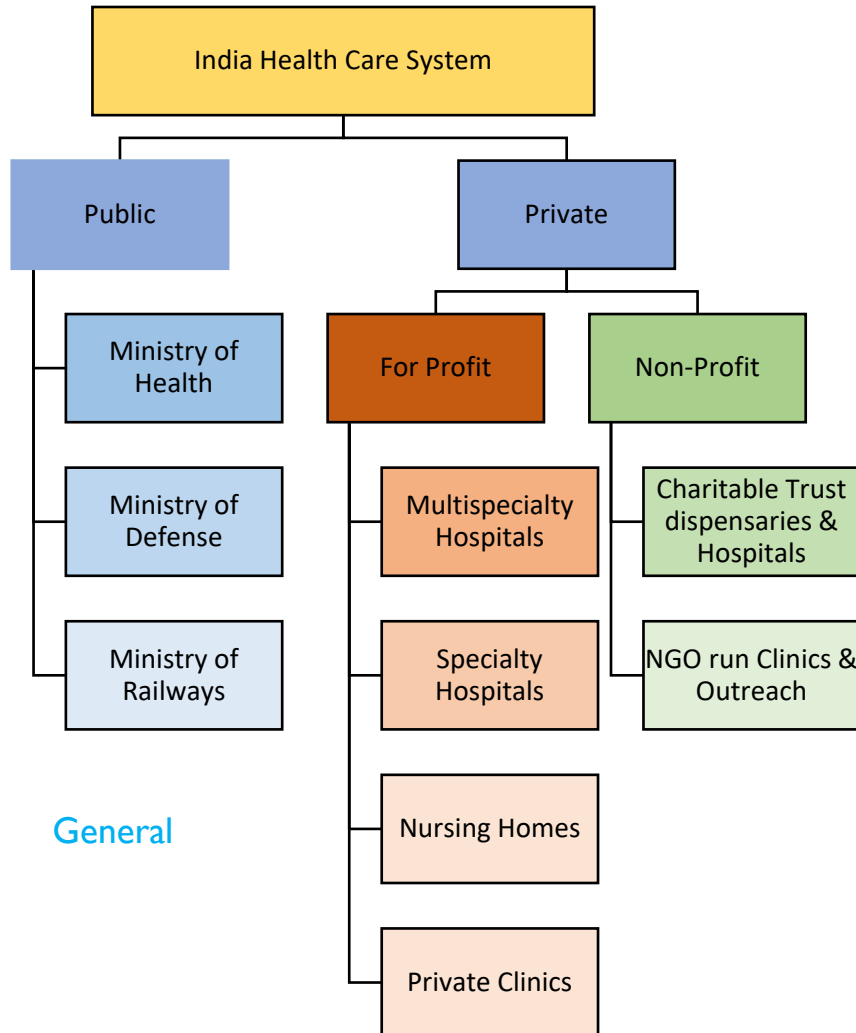 India Health Care System
Public
Private
Ministry of
Health
For Profit
Non-Profit
Ministry of
Defense
Multispecialty
Hospitals
Charitable Trust
dispensaries &
Hospitals
Ministry of
Railways
Specialty
Hospitals
NGO run Clinics &
Outreach
General
Nursing Homes
Private Clinics